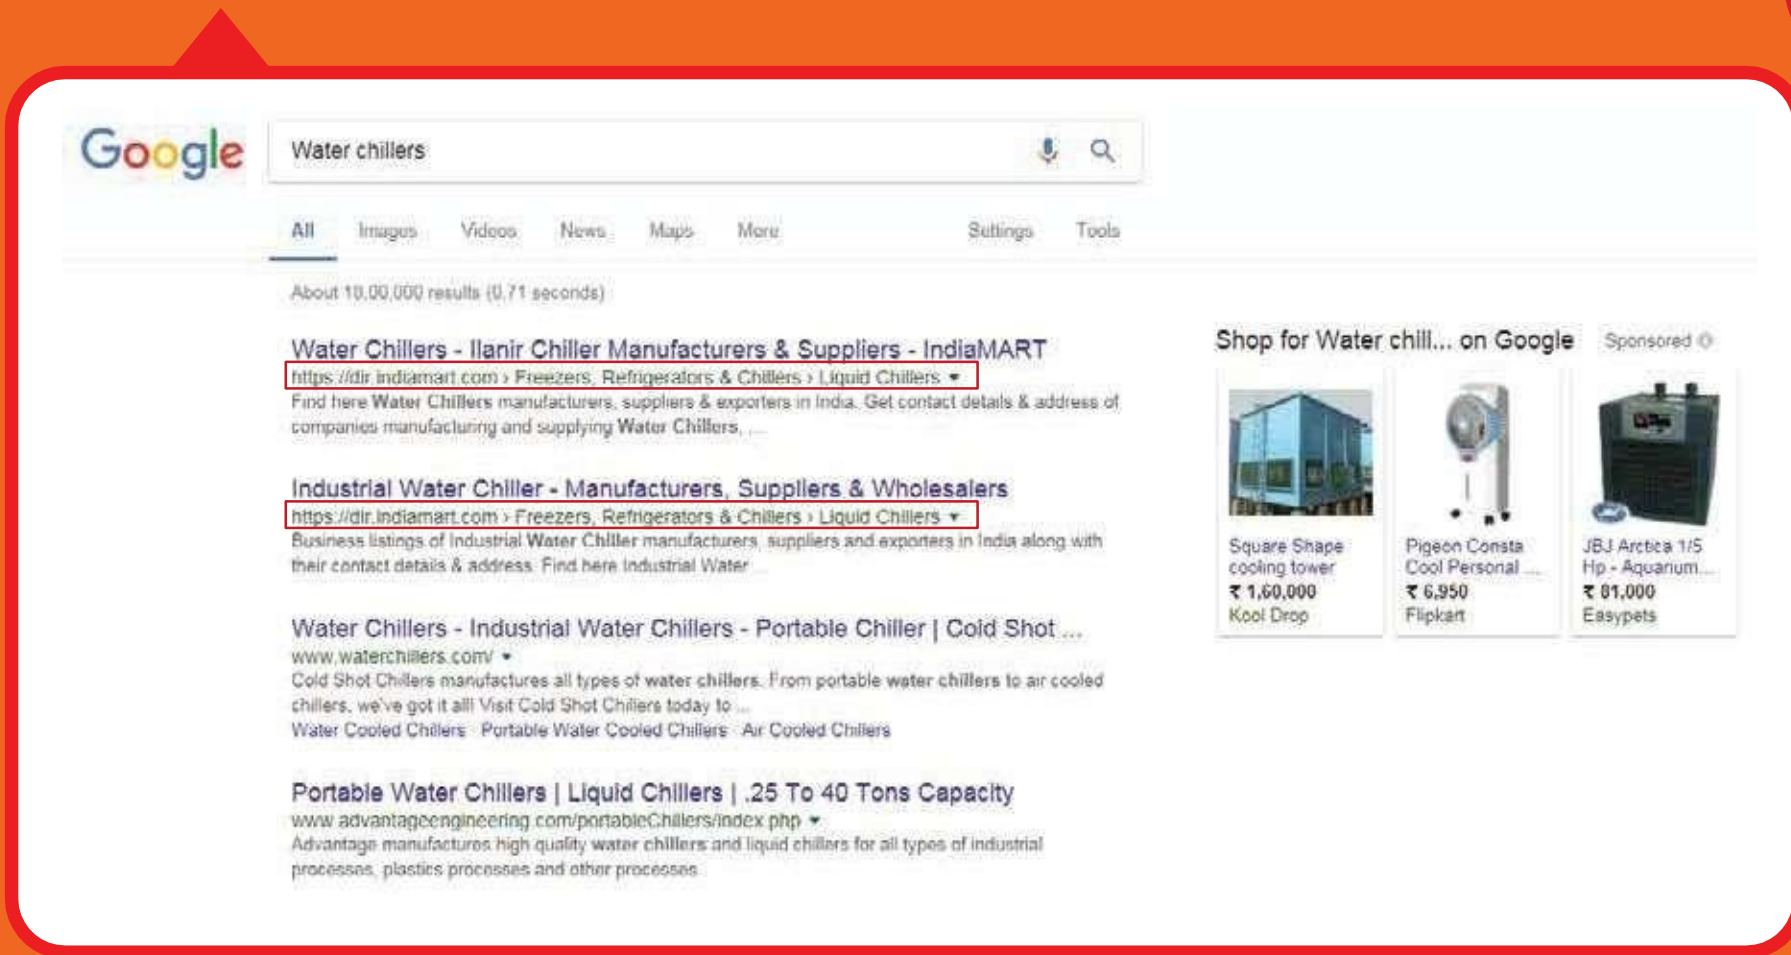 Google
Water chillers
All Images Videos News Maps More Settings Tools
About 10,00,000 results (0.71 seconds)
Water Chillers - Ilanir Chiller Manufacturers & Suppliers - IndiaMART
https://dir.indiamart.com › Freezers, Refrigerators & Chillers › Liquid Chillers
Find here Water Chillers manufacturers, suppliers & exporters in India. Get contact details & address of
companies manufacturing and supplying Water Chillers, ...
Industrial Water Chiller - Manufacturers, Suppliers & Wholesalers
https://dir.indiamart.com › Freezers, Refrigerators & Chillers › Liquid Chillers
Business listings of Industrial Water Chiller manufacturers, suppliers and exporters in India along with
their contact details & address. Find here Industrial Water
Water Chillers - Industrial Water Chillers - Portable Chiller | Cold Shot ...
www.waterchillers.com/
Cold Shot Chillers manufactures all types of water chillers. From portable water chillers to air cooled
chillers, we've got it all! Visit Cold Shot Chillers today to ...
Water Cooled Chillers · Portable Water Cooled Chillers · Air Cooled Chillers
Portable Water Chillers | Liquid Chillers | .25 To 40 Tons Capacity
www.advantageengineering.com/portableChillers/index.php
Advantage manufactures high quality water chillers and liquid chillers for all types of industrial
processes, plastics processes and other processes.
Shop for Water chill... on Google Sponsored
Square Shape
cooling tower
₹ 1,60,000
Kool Drop
Pigeon Consta
Cool Personal ...
₹ 6,950
Flipkart
JBJ Arctica 1/5
Hp - Aquarium...
₹ 81,000
Easypets